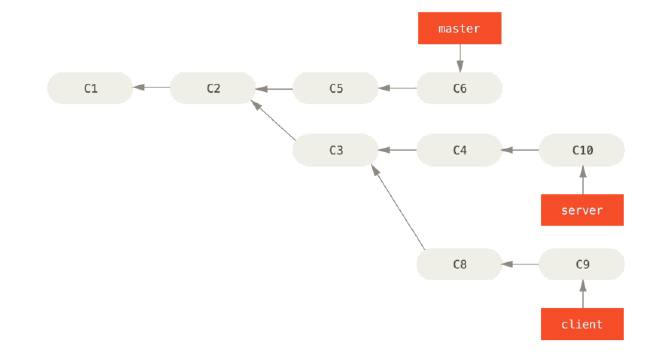 master
C1 C2 C5 C6
C3 C4 C10
server
C8 C9
client